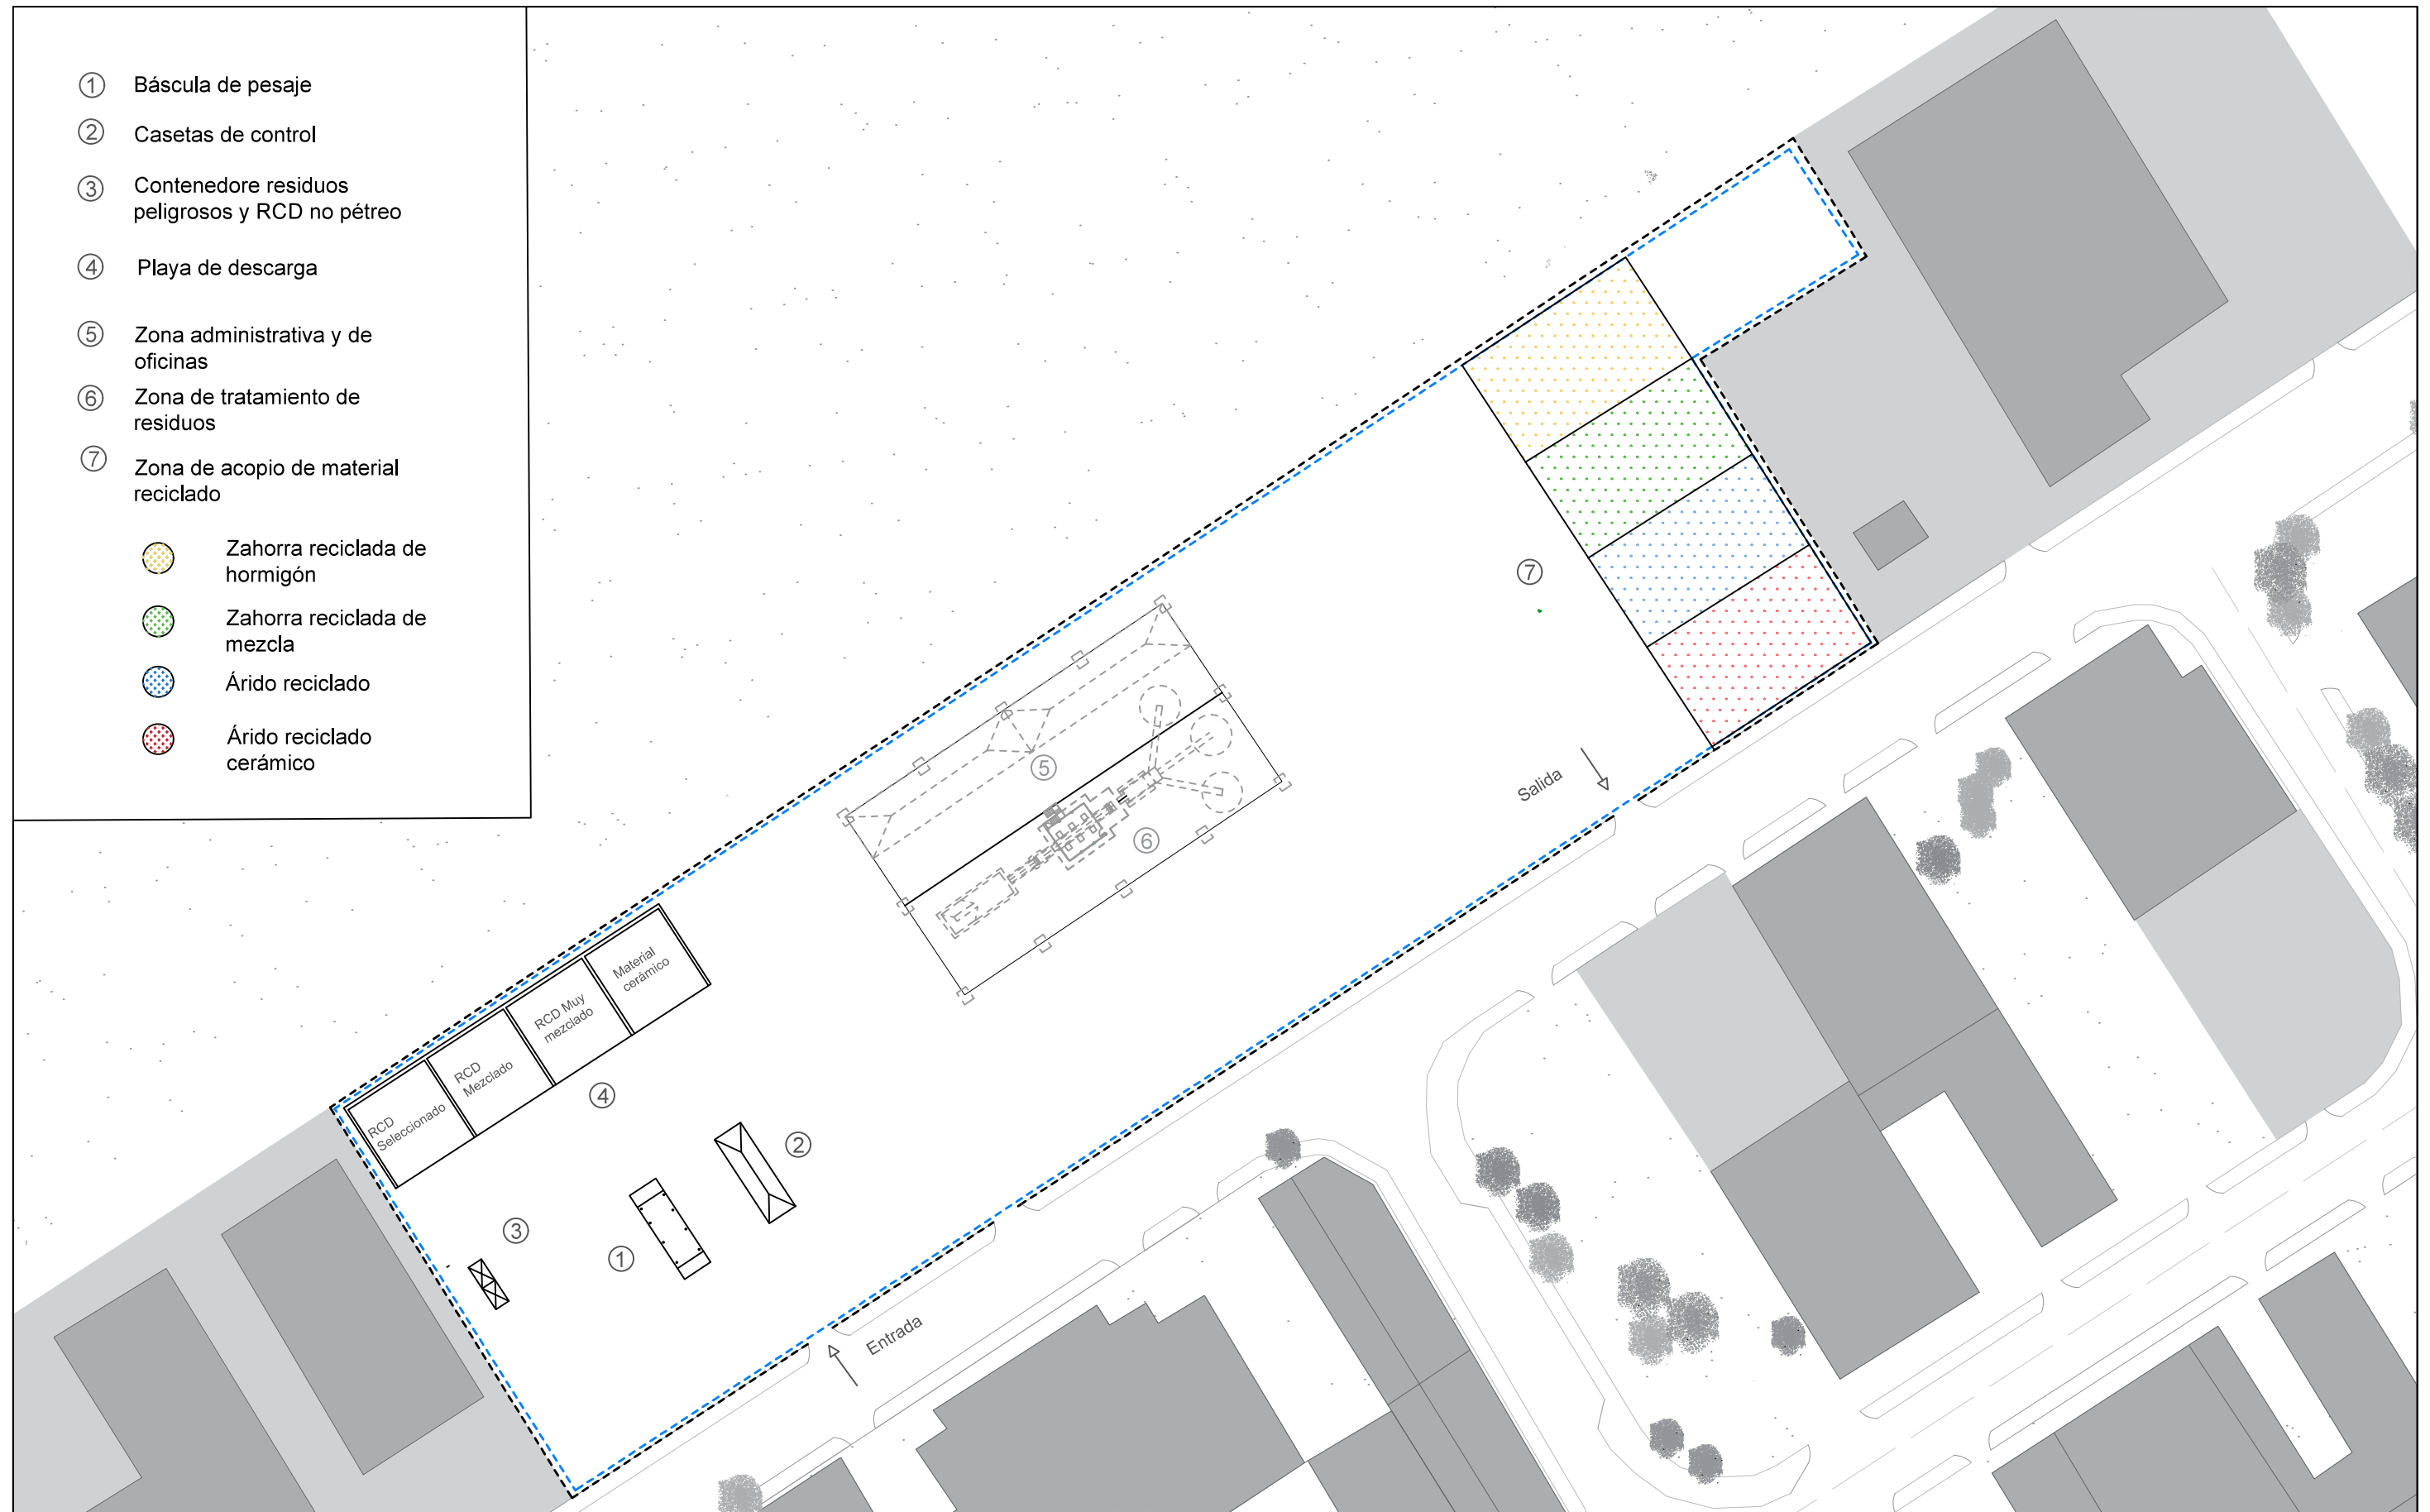 ① Báscula de pesaje
② Casetas de control
③ Contenedore residuos
peligrosos y RCD no pétreo
④ Playa de descarga
⑤ Zona administrativa y de
oficinas
⑥ Zona de tratamiento de
residuos
⑦ Zona de acopio de material
reciclado
Zahorra reciclada de
hormigón
Zahorra reciclada de
mezcla
Árido reciclado
Árido reciclado
cerámico
⑦
Salida
⑤
⑥
Material
cerámico
RCD Muy
mezclado
RCD
Mezclado
RCD
Seleccionado
④
②
③
①
Entrada